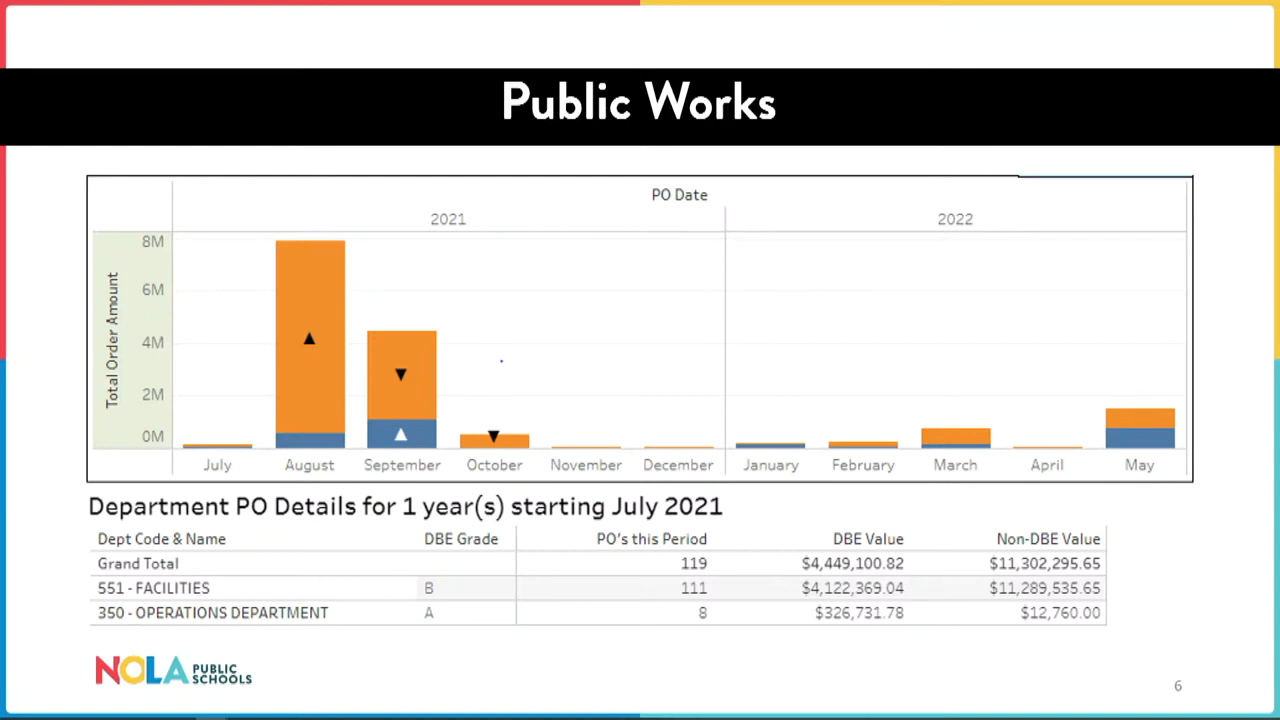 Public Works
PO Date
2021 2022
Total Order Amount
8M
6M
4M
2M
0M
July August September October November December January February March April May
Department PO Details for 1 year(s) starting July 2021
Dept Code & Name DBE Grade PO's this Period DBE Value Non-DBE Value
Grand Total 119 $4,449,100.82 $11,302,295.65
551 - FACILITIES B 111 $4,122,369.04 $11,289,535.65
350 - OPERATIONS DEPARTMENT A 8 $326,731.78 $12,760.00
NOLA PUBLIC SCHOOLS
6